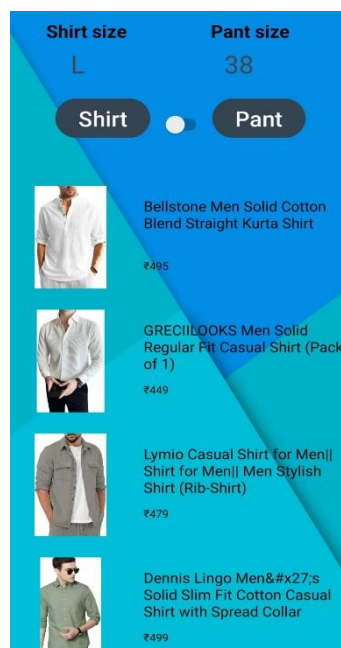 Shirt size Pant size
L 38
Shirt Pant
Bellstone Men Solid Cotton
Blend Straight Kurta Shirt
₹495
GRECIILOOKS Men Solid
Regular Fit Casual Shirt (Pack
of 1)
₹449
Lymio Casual Shirt for Men||
Shirt for Men|| Men Stylish
Shirt (Rib-Shirt)
₹479
Dennis Lingo Men&#x27;s
Solid Slim Fit Cotton Casual
Shirt with Spread Collar
₹499